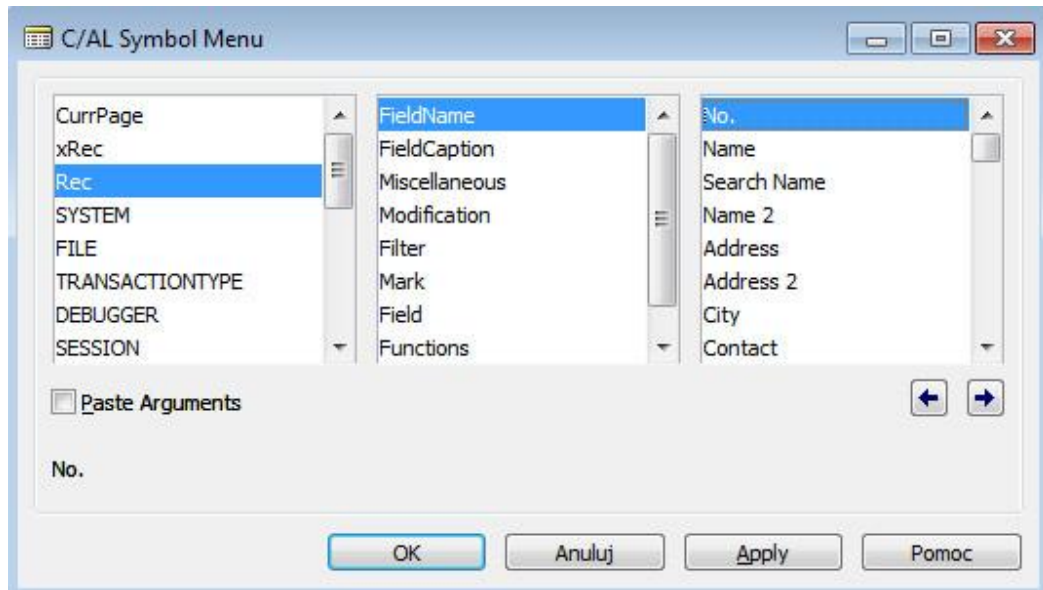 C/AL Symbol Menu
CurrPage
xRec
Rec
SYSTEM
FILE
TRANSACTIONTYPE
DEBUGGER
SESSION
FieldName
FieldCaption
Miscellaneous
Modification
Filter
Mark
Field
Functions
No.
Name
Search Name
Name 2
Address
Address 2
City
Contact
Paste Arguments
No.
OK
Anuluj
Apply
Pomoc